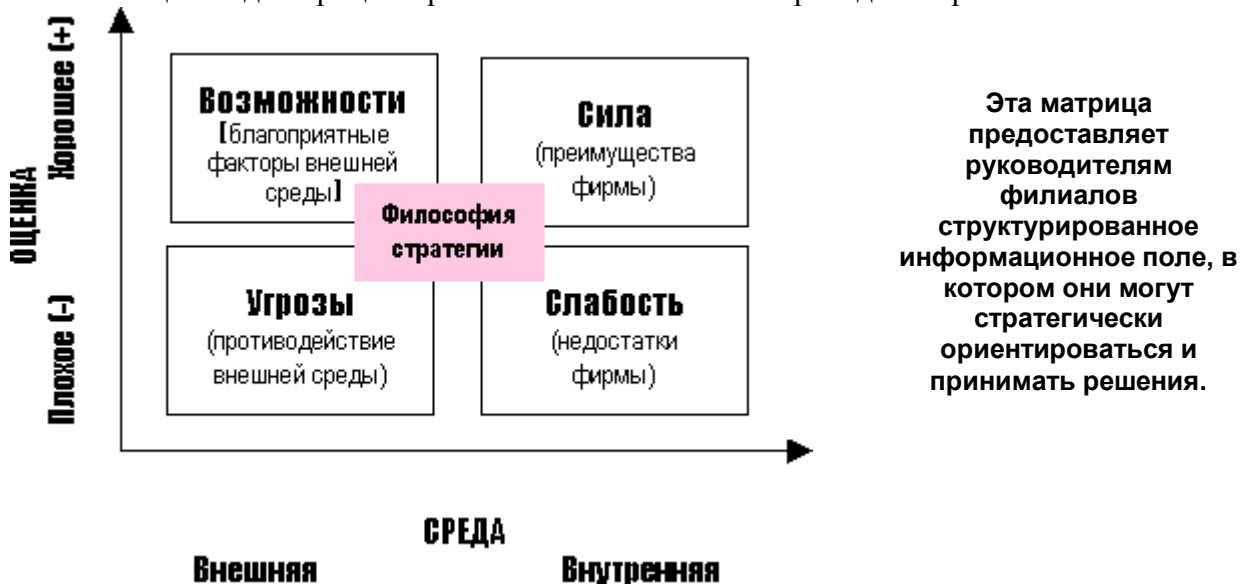 Хорошее (+)
ОЦЕНКА
Плохое (-)
Возможности
[благоприятные
факторы внешней
среды]
Сила
(преимущества
фирмы)
Философия
стратегии
Угрозы
(противодействие
внешней среды)
Слабость
(недостатки
фирмы)
СРЕДА
Внешняя
Внутренняя
Эта матрица
предоставляет
руководителям
филиалов
структурированное
информационное поле, в
котором они могут
стратегически
ориентироваться и
принимать решения.